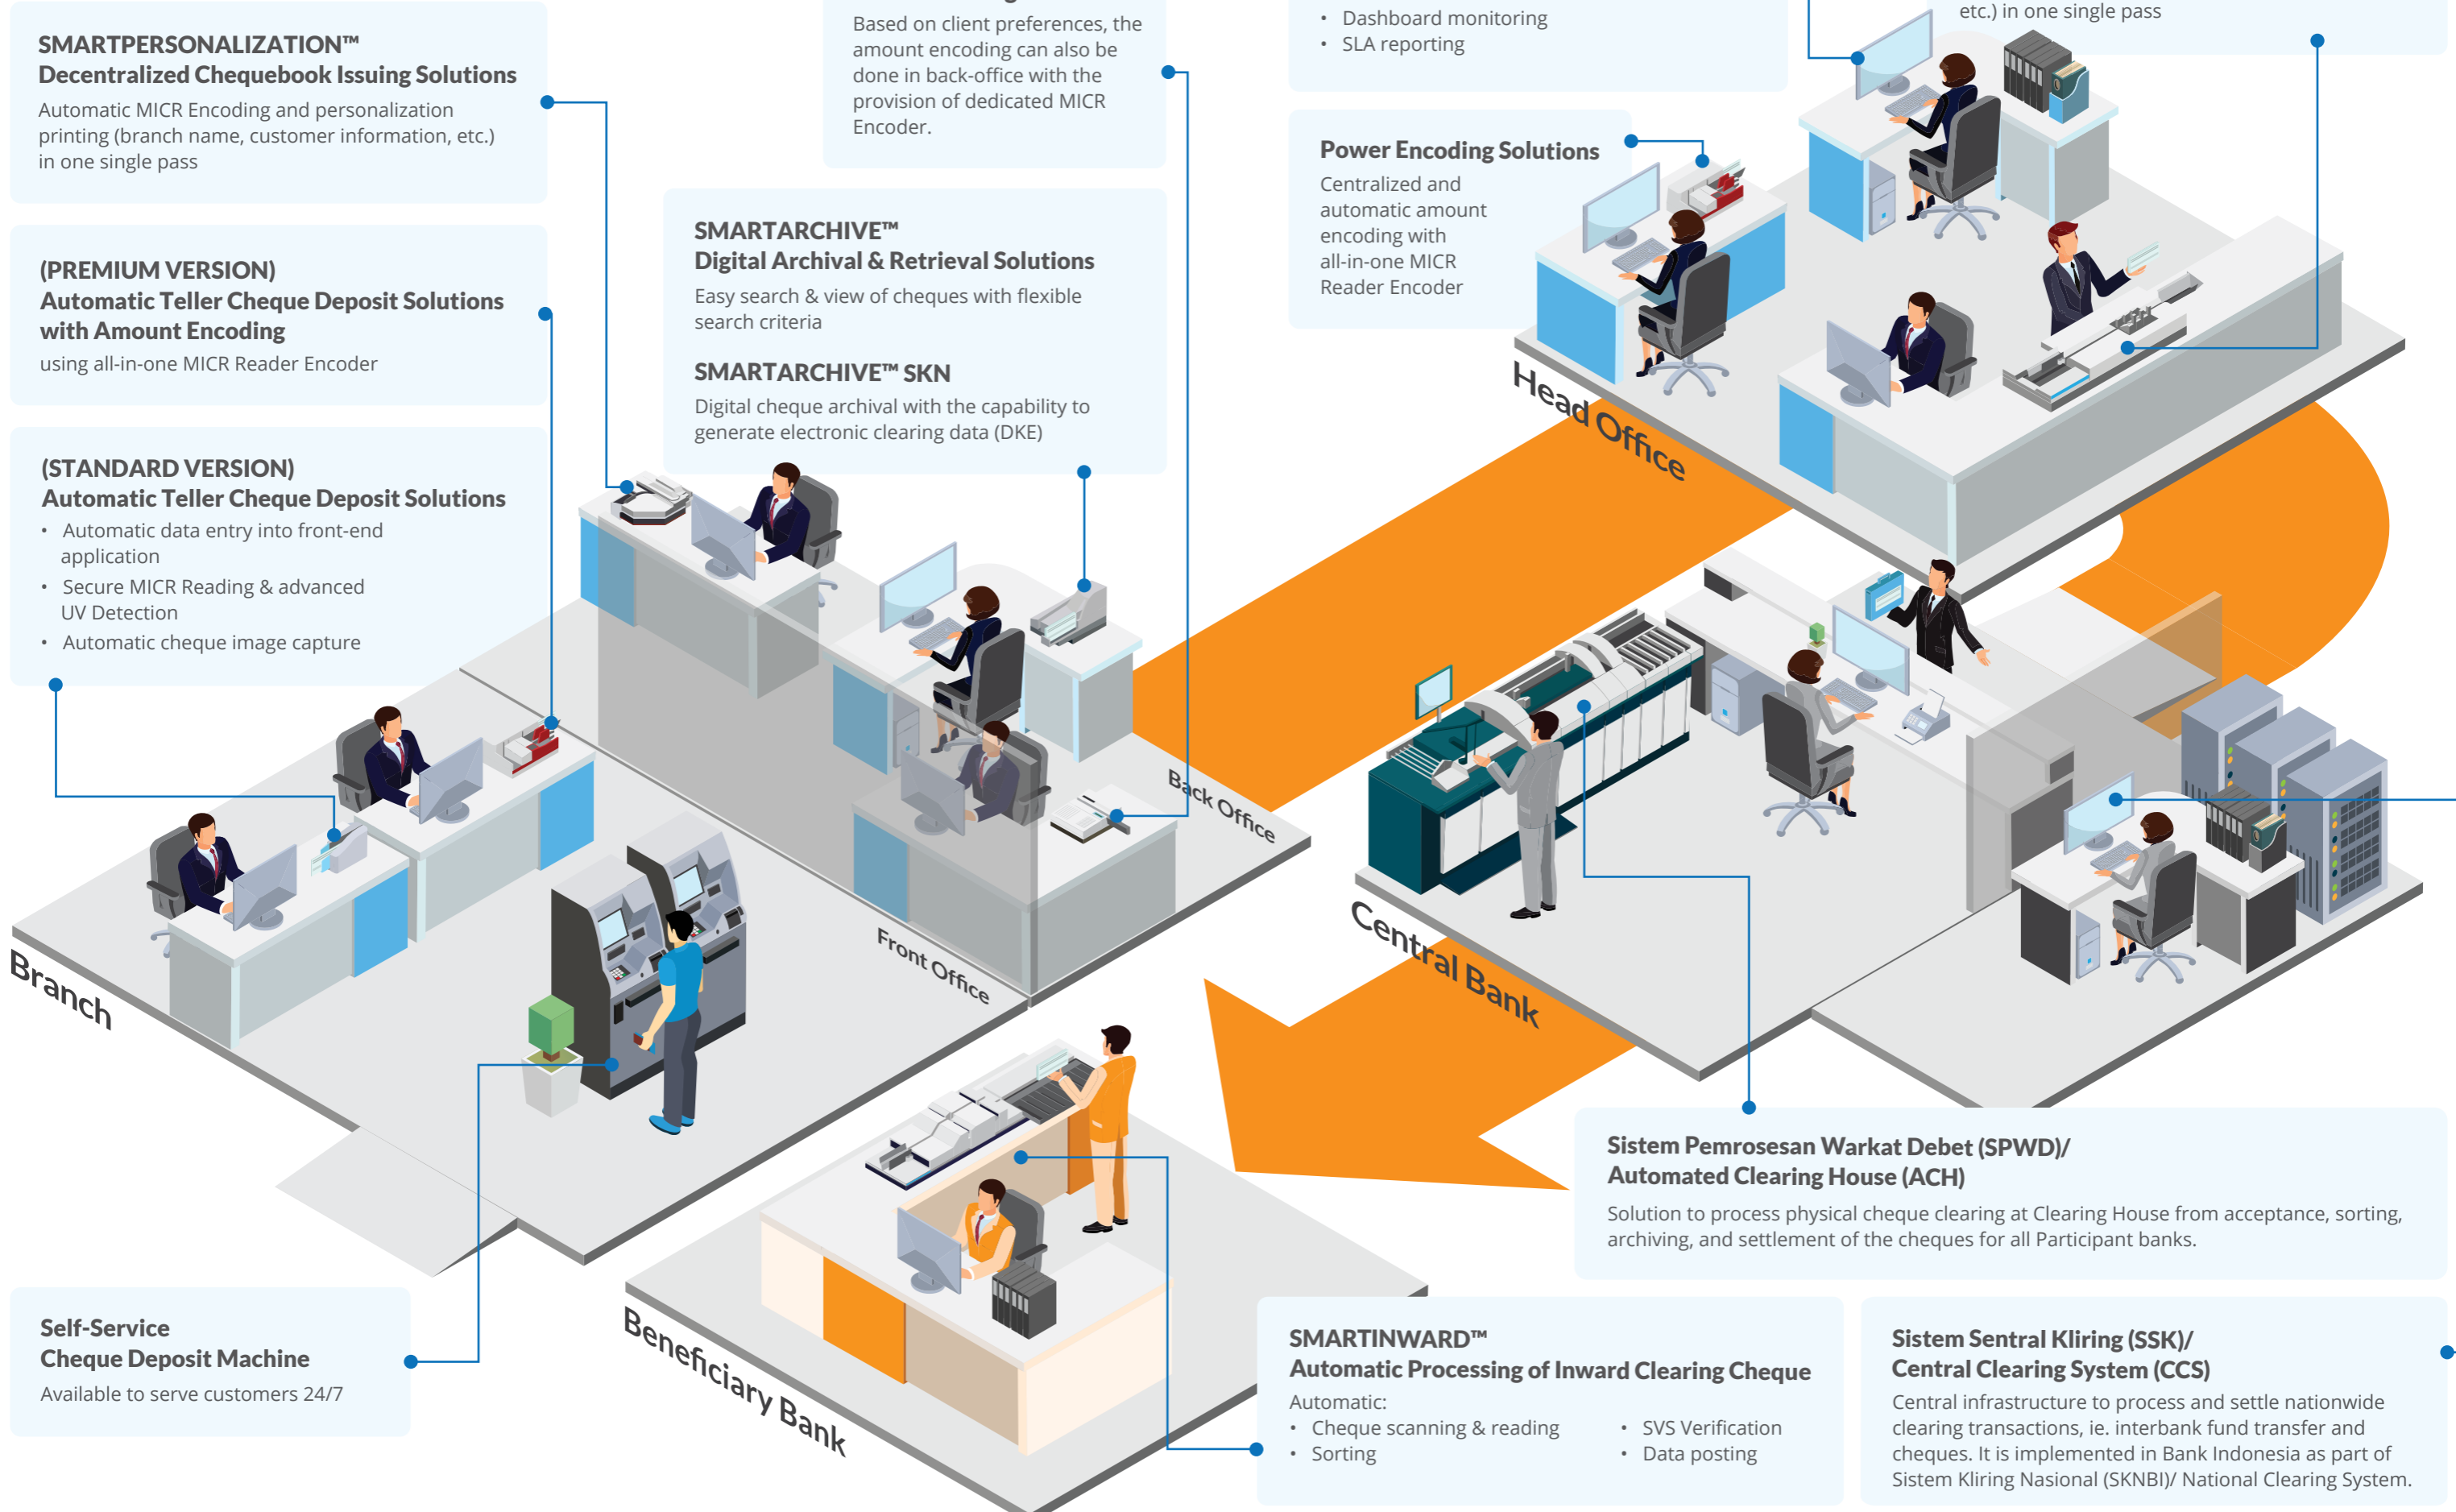 SMARTPERSONALIZATION™
Decentralized Chequebook Issuing Solutions
Automatic MICR Encoding and personalization
printing (branch name, customer information, etc.)
in one single pass
(PREMIUM VERSION)
Automatic Teller Cheque Deposit Solutions
with Amount Encoding
using all-in-one MICR Reader Encoder
(STANDARD VERSION)
Automatic Teller Cheque Deposit Solutions
• Automatic data entry into front-end
application
• Secure MICR Reading & advanced
UV Detection
• Automatic cheque image capture
Based on client preferences, the
amount encoding can also be
done in back-office with the
provision of dedicated MICR
Encoder.
SMARTARCHIVE™
Digital Archival & Retrieval Solutions
Easy search & view of cheques with flexible
search criteria
SMARTARCHIVE™ SKN
Digital cheque archival with the capability to
generate electronic clearing data (DKE)
• Dashboard monitoring
• SLA reporting
Power Encoding Solutions
Centralized and
automatic amount
encoding with
all-in-one MICR
Reader Encoder
etc.) in one single pass
Head Office
Back Office
Front Office
Branch
Central Bank
Beneficiary Bank
Sistem Pemrosesan Warkat Debet (SPWD)/
Automated Clearing House (ACH)
Solution to process physical cheque clearing at Clearing House from acceptance, sorting,
archiving, and settlement of the cheques for all Participant banks.
Self-Service
Cheque Deposit Machine
Available to serve customers 24/7
SMARTINWARD™
Automatic Processing of Inward Clearing Cheque
Automatic:
• Cheque scanning & reading
• Sorting
• SVS Verification
• Data posting
Sistem Sentral Kliring (SSK)/
Central Clearing System (CCS)
Central infrastructure to process and settle nationwide
clearing transactions, ie. interbank fund transfer and
cheques. It is implemented in Bank Indonesia as part of
Sistem Kliring Nasional (SKNBI)/ National Clearing System.